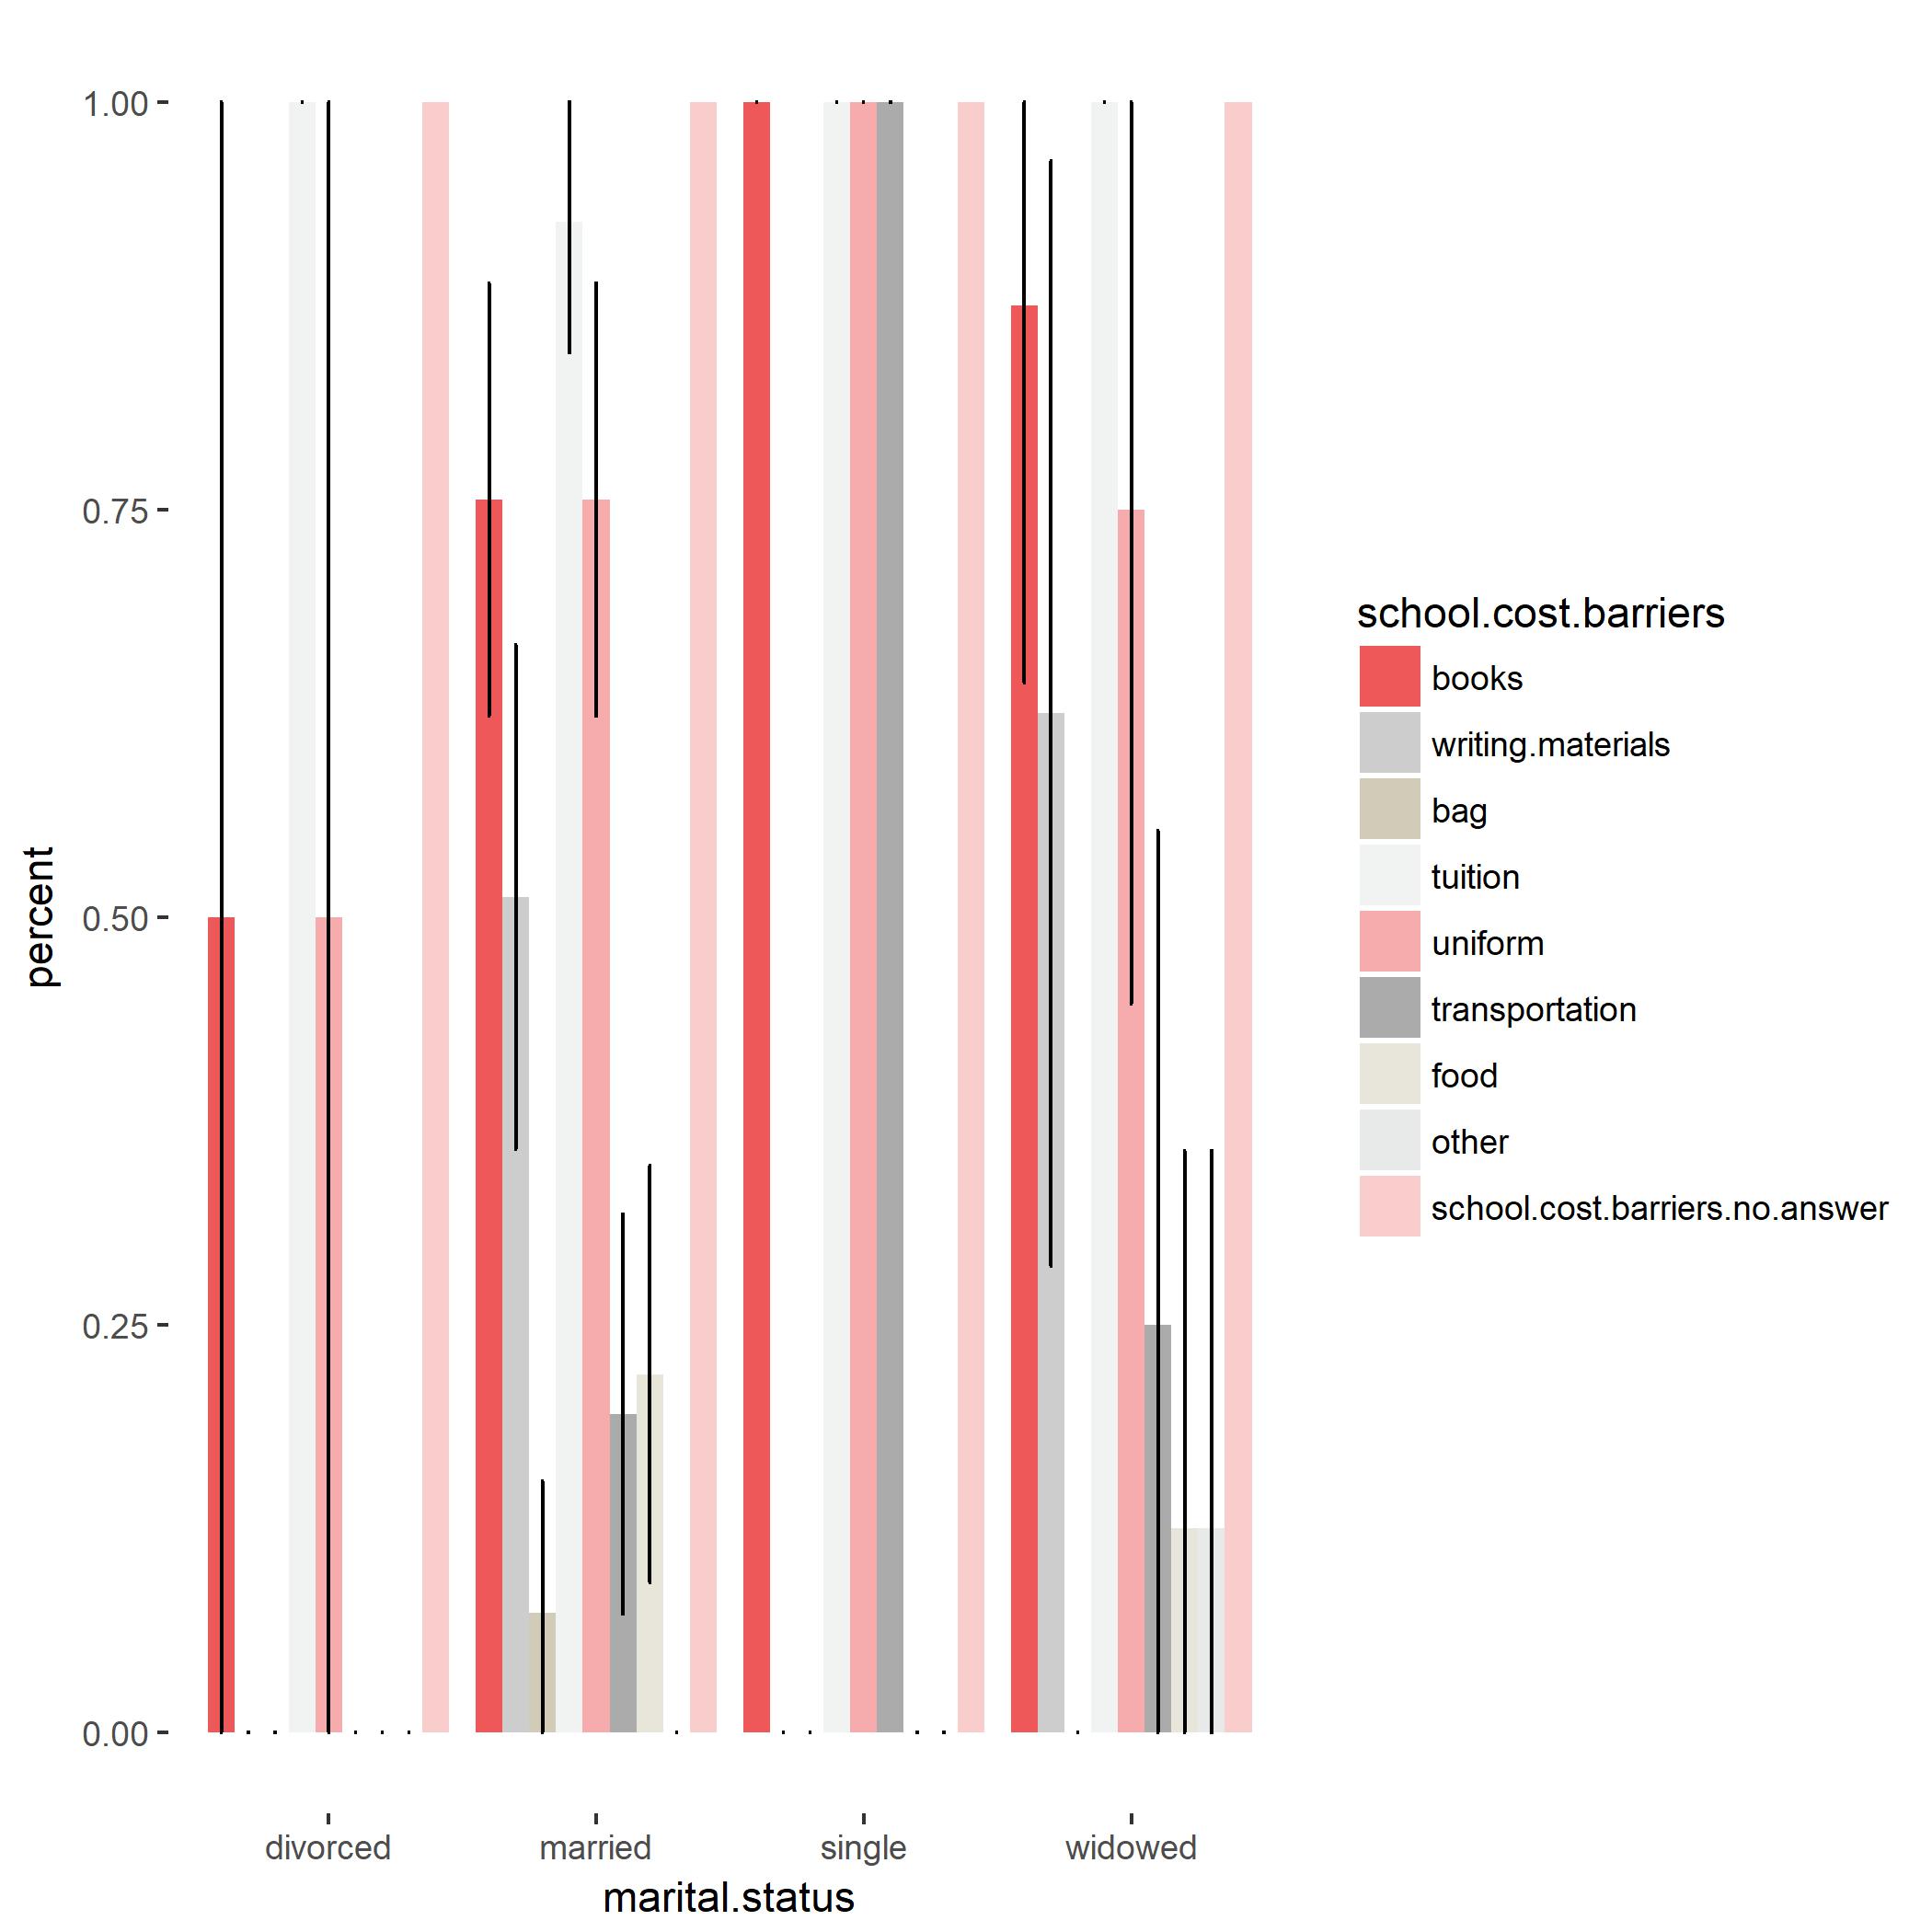 1.00
0.75
0.50
0.25
0.00
percent
divorced married single widowed
marital.status
school.cost.barriers
books
writing.materials
bag
tuition
uniform
transportation
food
other
school.cost.barriers.no.answer